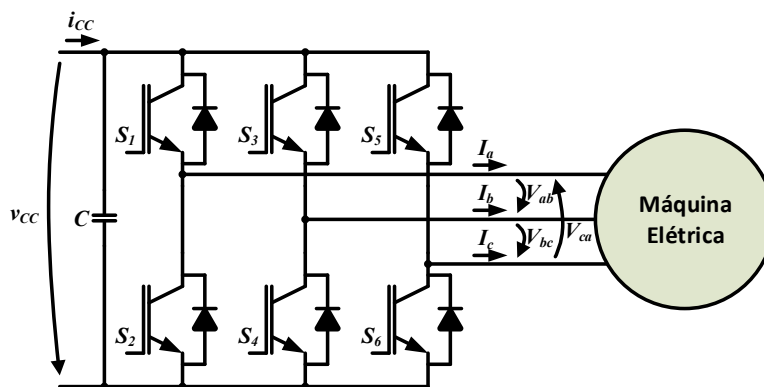 i_CC
S_1
S_3
S_5
I_a
I_b
V_ab
v_CC
C
I_c
V_bc
V_ca
Máquina
Elétrica
S_2
S_4
S_6